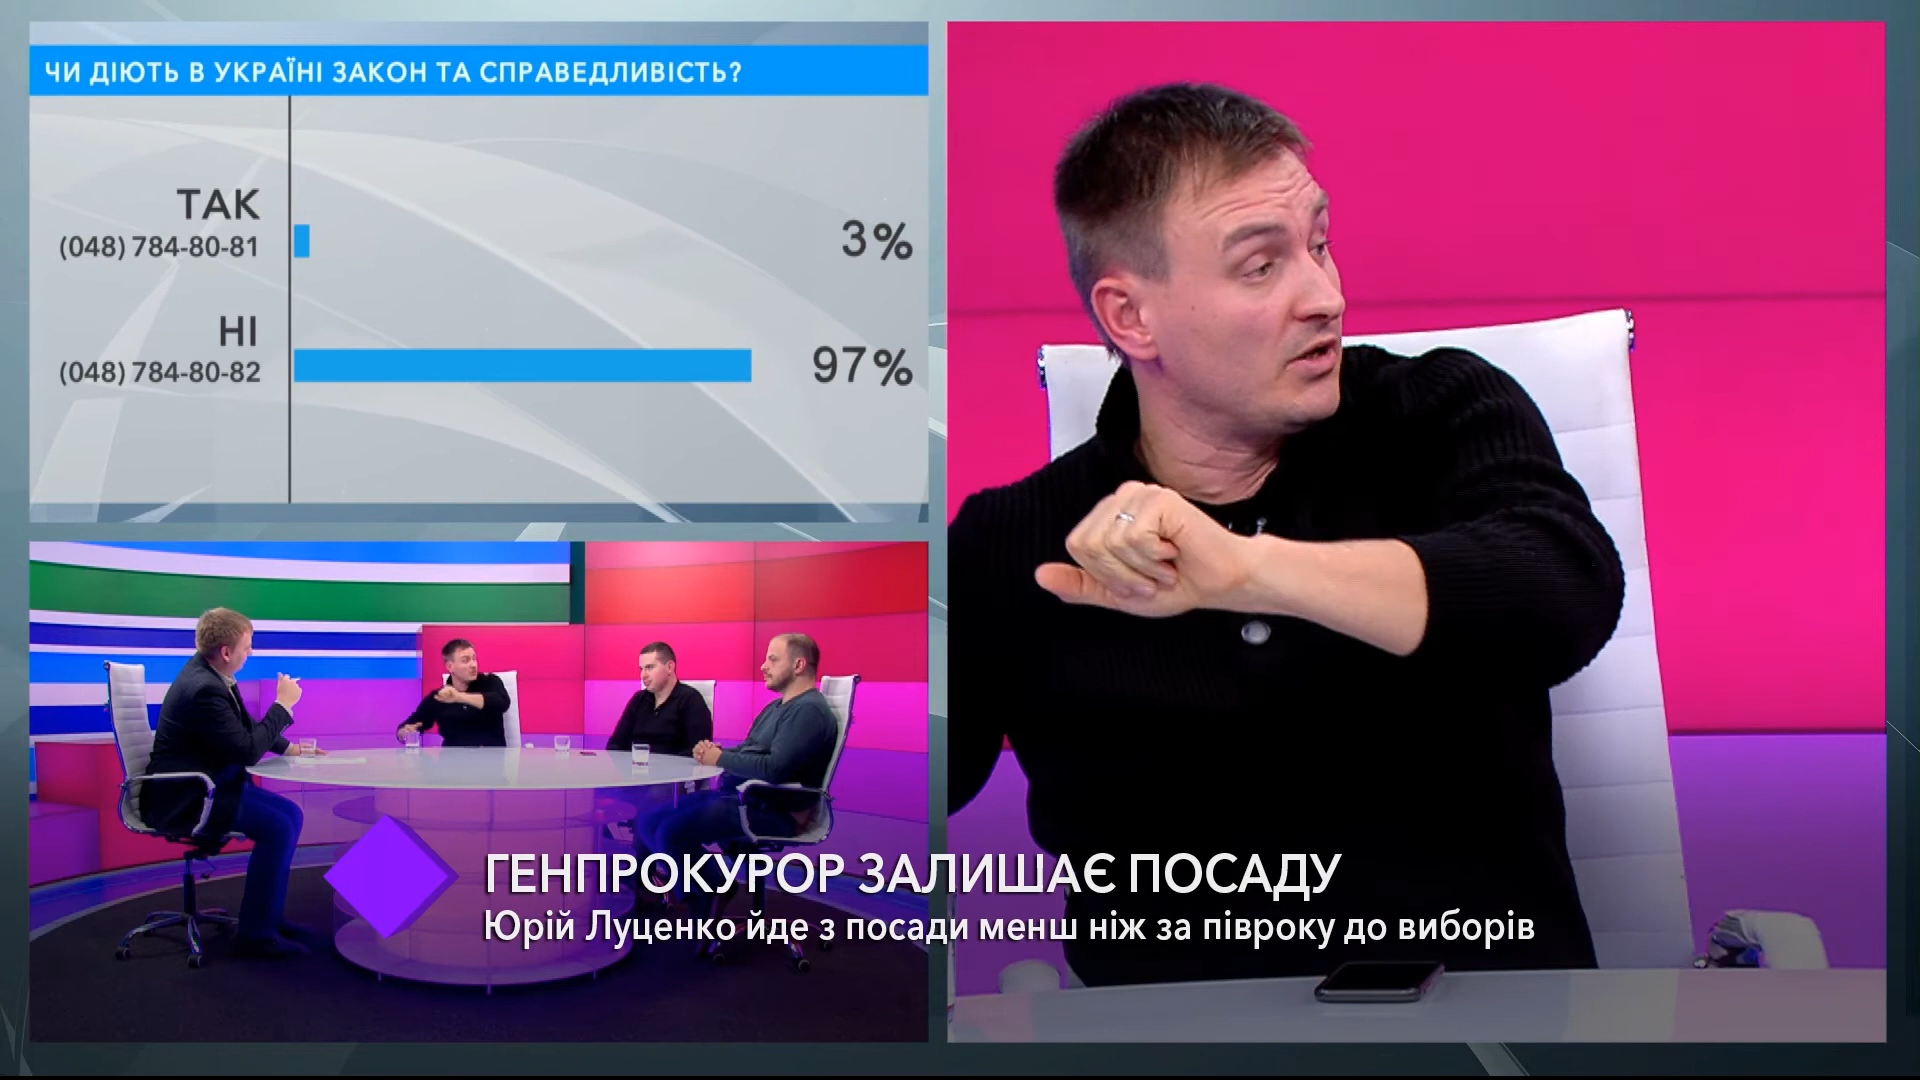 ЧИ ДІЮТЬ В УКРАЇНІ ЗАКОН ТА СПРАВЕДЛИВІСТЬ?
ТАК
(048) 784-80-81
3%
НІ
(048) 784-80-82
97%
ГЕНПРОКУРОР ЗАЛИШАЄ ПОСАДУ
Юрій Луценко йде з посади менш ніж за півроку до виборів